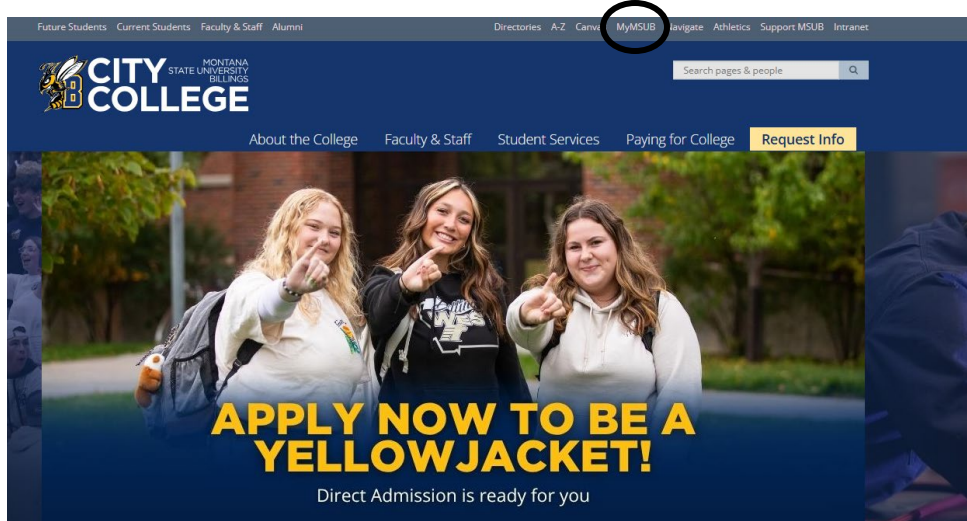 Future Students Current Students Faculty & Staff Alumni Directories A-Z Canva MyMSUB Navigate Athletics Support MSUB Intranet
CITY STATE UNIVERSITY MONTANA BILLINGS
COLLEGE
Search pages & people
About the College Faculty & Staff Student Services Paying for College Request Info
B
APPLY NOW TO BE A
YELLOWJACKET!
Direct Admission is ready for you